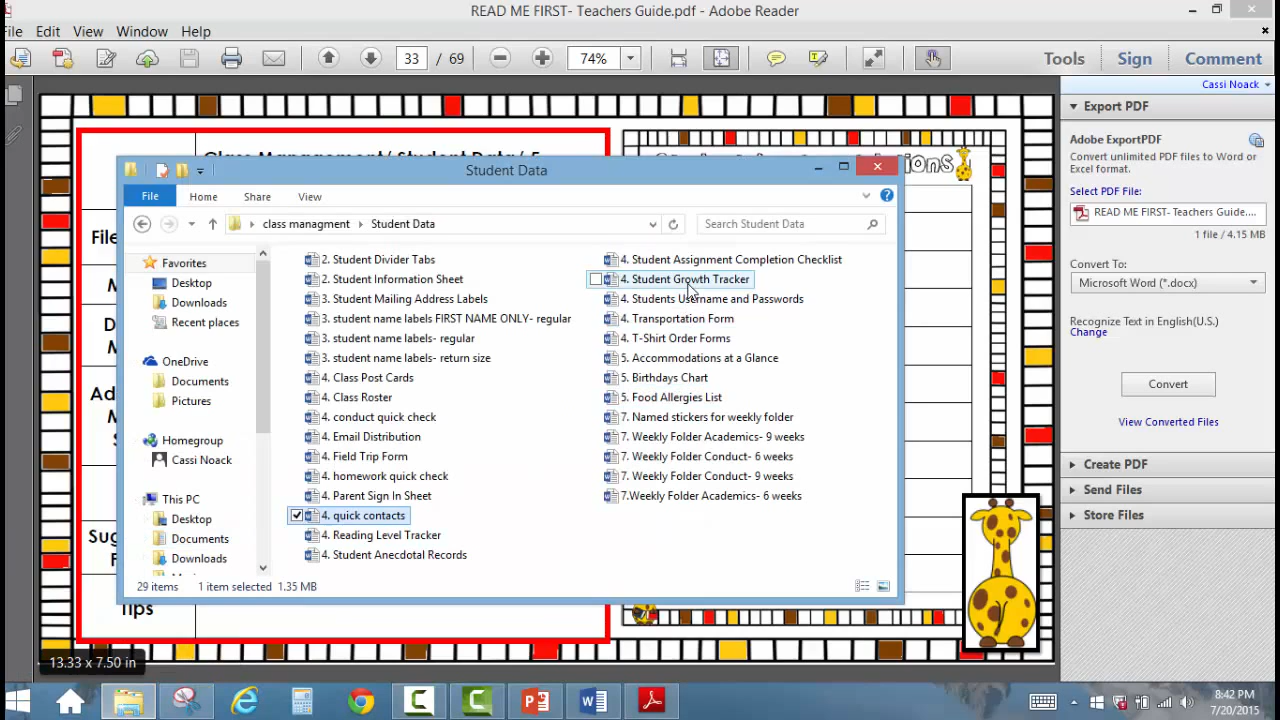 READ ME FIRST- Teachers Guide.pdf - Adobe Reader
File Edit View Window Help
33 / 69 74% Tools Sign Comment
Cassi Noack
Export PDF
Adobe ExportPDF
Convert unlimited PDF files to Word or
Excel format.
Select PDF File:
READ ME FIRST- Teachers Guide....
1 file / 4.15 MB
Convert To:
Microsoft Word (*.docx)
Recognize Text in English(U.S.)
Change
Convert
View Converted Files
Create PDF
Send Files
Store Files
Class Managment/ Student Data/ 5.
Student Data
File Home Share View
class managment Student Data
Search Student Data
Favorites
Desktop
Downloads
Recent places
OneDrive
Documents
Pictures
Homegroup
Cassi Noack
This PC
Desktop
Documents
Downloads
2. Student Divider Tabs
2. Student Information Sheet
3. Student Mailing Address Labels
3. student name labels FIRST NAME ONLY- regular
3. student name labels- regular
3. student name labels- return size
4. Class Post Cards
4. Class Roster
4. conduct quick check
4. Email Distribution
4. Field Trip Form
4. homework quick check
4. Parent Sign In Sheet
4. quick contacts
4. Reading Level Tracker
4. Student Anecdotal Records
4. Student Assignment Completion Checklist
4. Student Growth Tracker
4. Students Username and Passwords
4. Transportation Form
4. T-Shirt Order Forms
5. Accommodations at a Glance
5. Birthdays Chart
5. Food Allergies List
7. Named stickers for weekly folder
7. Weekly Folder Academics- 9 weeks
7. Weekly Folder Conduct- 6 weeks
7. Weekly Folder Conduct- 9 weeks
7.Weekly Folder Academics- 6 weeks
29 items 1 item selected 1.35 MB
Tips
13.33 x 7.50 in
8:42 PM
7/20/2015